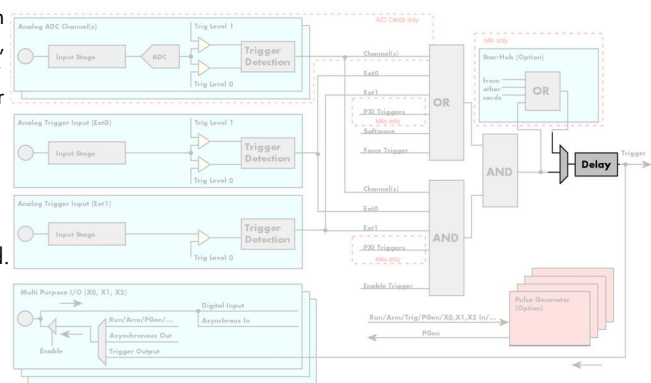 A/D Cards only
Analog ADC Channel(s)
Trig Level 1
Input Stage
ADC
Trigger
Detection
Trig Level 0
Channel(s)
Ext0
Ext1
PXI Triggers
M4x only
Software
Force Trigger
OR
M4i only
Star-Hub (Option)
from
other
cards
OR
Analog Trigger Input (Ext0)
Trig Level 1
Input Stage
Trigger
Detection
Trig Level 0
AND
Delay
Trigger
Analog Trigger Input (Ext1)
Input Stage
Trigger
Detection
Trig Level 0
Channel(s)
Ext0
Ext1
PXI Triggers
M4x only
Enable Trigger
AND
Multi Purpose I/O (X0, X1, X2)
Digital Input
Run/Arm/PGen/...
Asynchronous In
Asynchronous Out
Enable
Trigger Output
Run/Arm/Trig/PGen/X0,X1,X2 In/...
PGen
Pulse Generator
(Option)